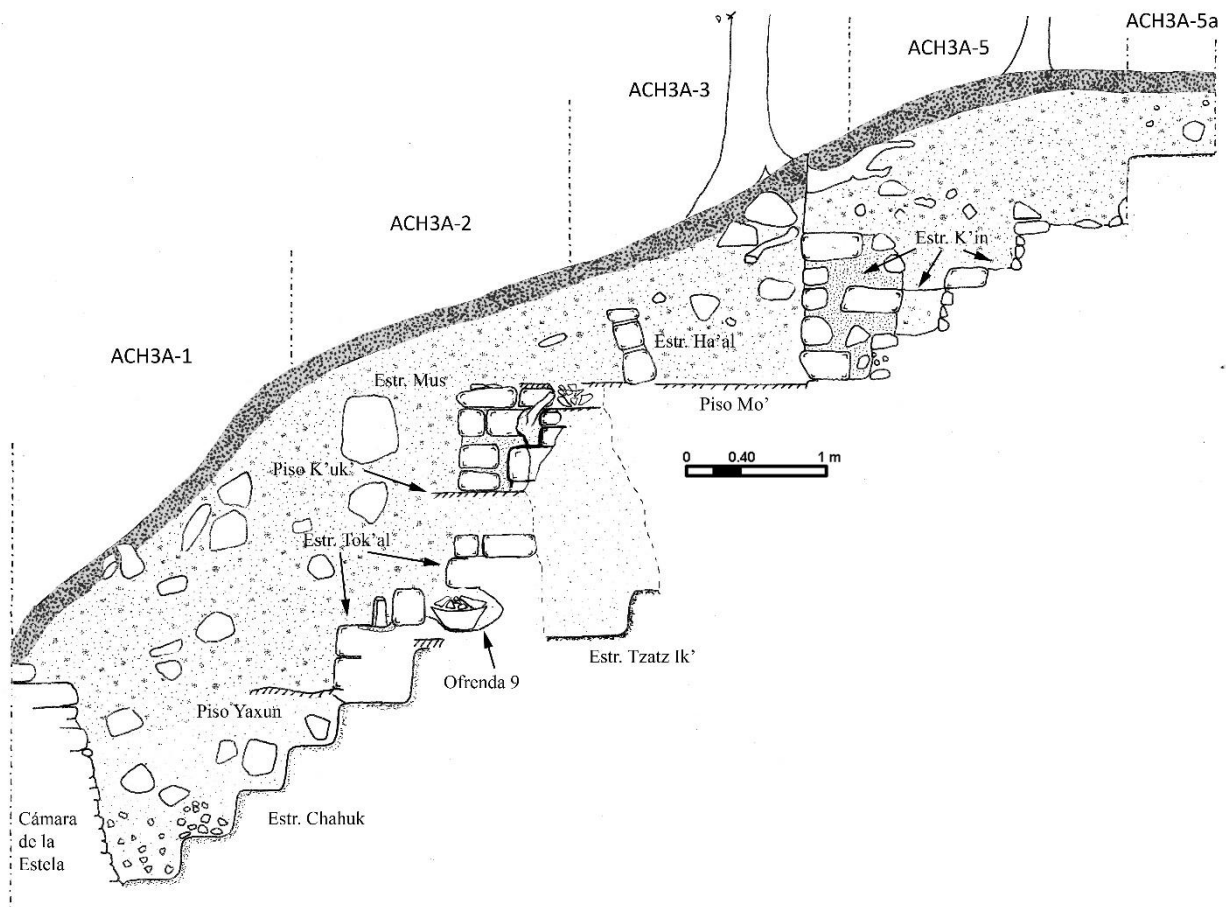 ACH3A-5a
ACH3A-5
ACH3A-3
ACH3A-2
ACH3A-1
Estr. K'in
Estr. Ha'al
Estr. Mus
Piso Mo'
0 0.40 1 m
Piso K'uk'
Estr. Tok'al
Estr. Tzatz Ik'
Ofrenda 9
Piso Yaxun
Cámara
de la
Estela
Estr. Chahuk